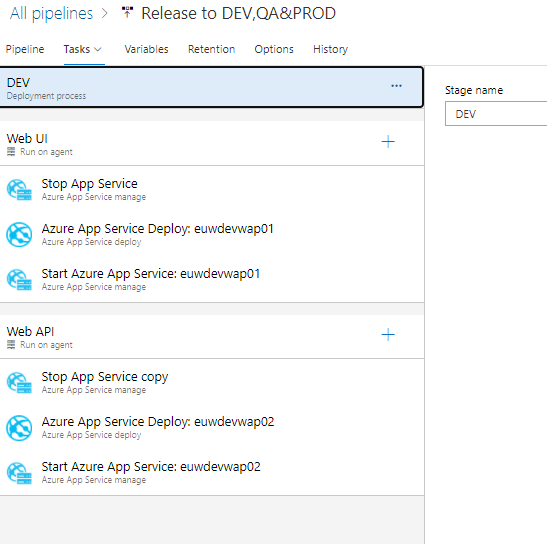 All pipelines > Release to DEV,QA&PROD
Pipeline Tasks Variables Retention Options History
DEV
Deployment process
Stage name
DEV
Web UI
Run on agent
Stop App Service
Azure App Service manage
Azure App Service Deploy: euwdevwap01
Azure App Service deploy
Start Azure App Service: euwdevwap01
Azure App Service manage
Web API
Run on agent
Stop App Service copy
Azure App Service manage
Azure App Service Deploy: euwdevwap02
Azure App Service deploy
Start Azure App Service: euwdevwap02
Azure App Service manage